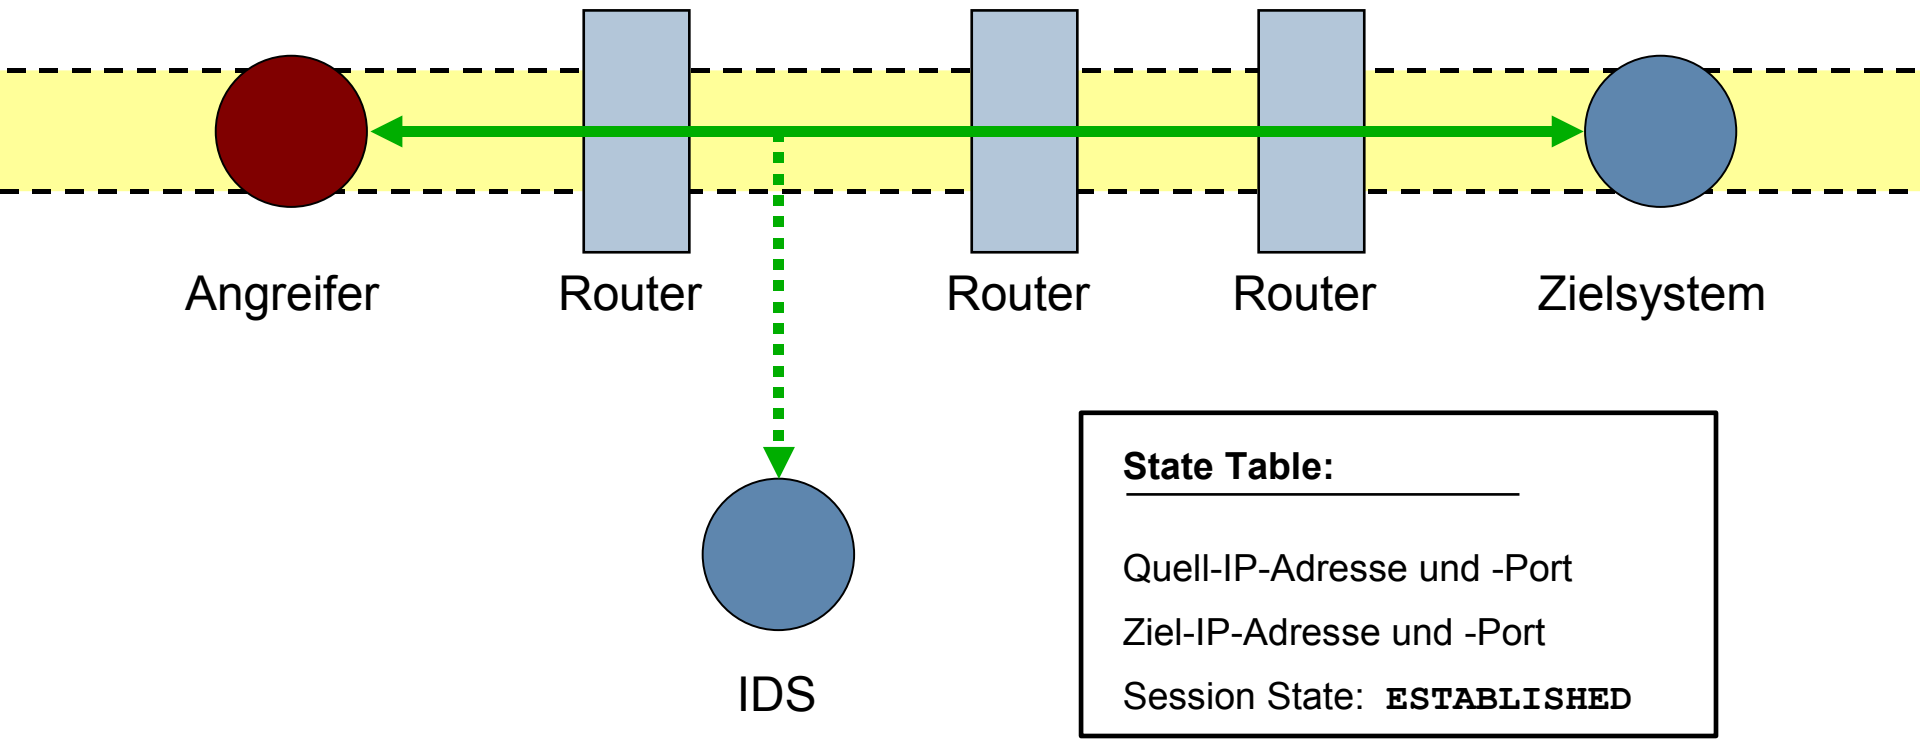 Angreifer
Router
Router
Router
Zielsystem
IDS
State Table:
Quell-IP-Adresse und -Port
Ziel-IP-Adresse und -Port
Session State: ESTABLISHED